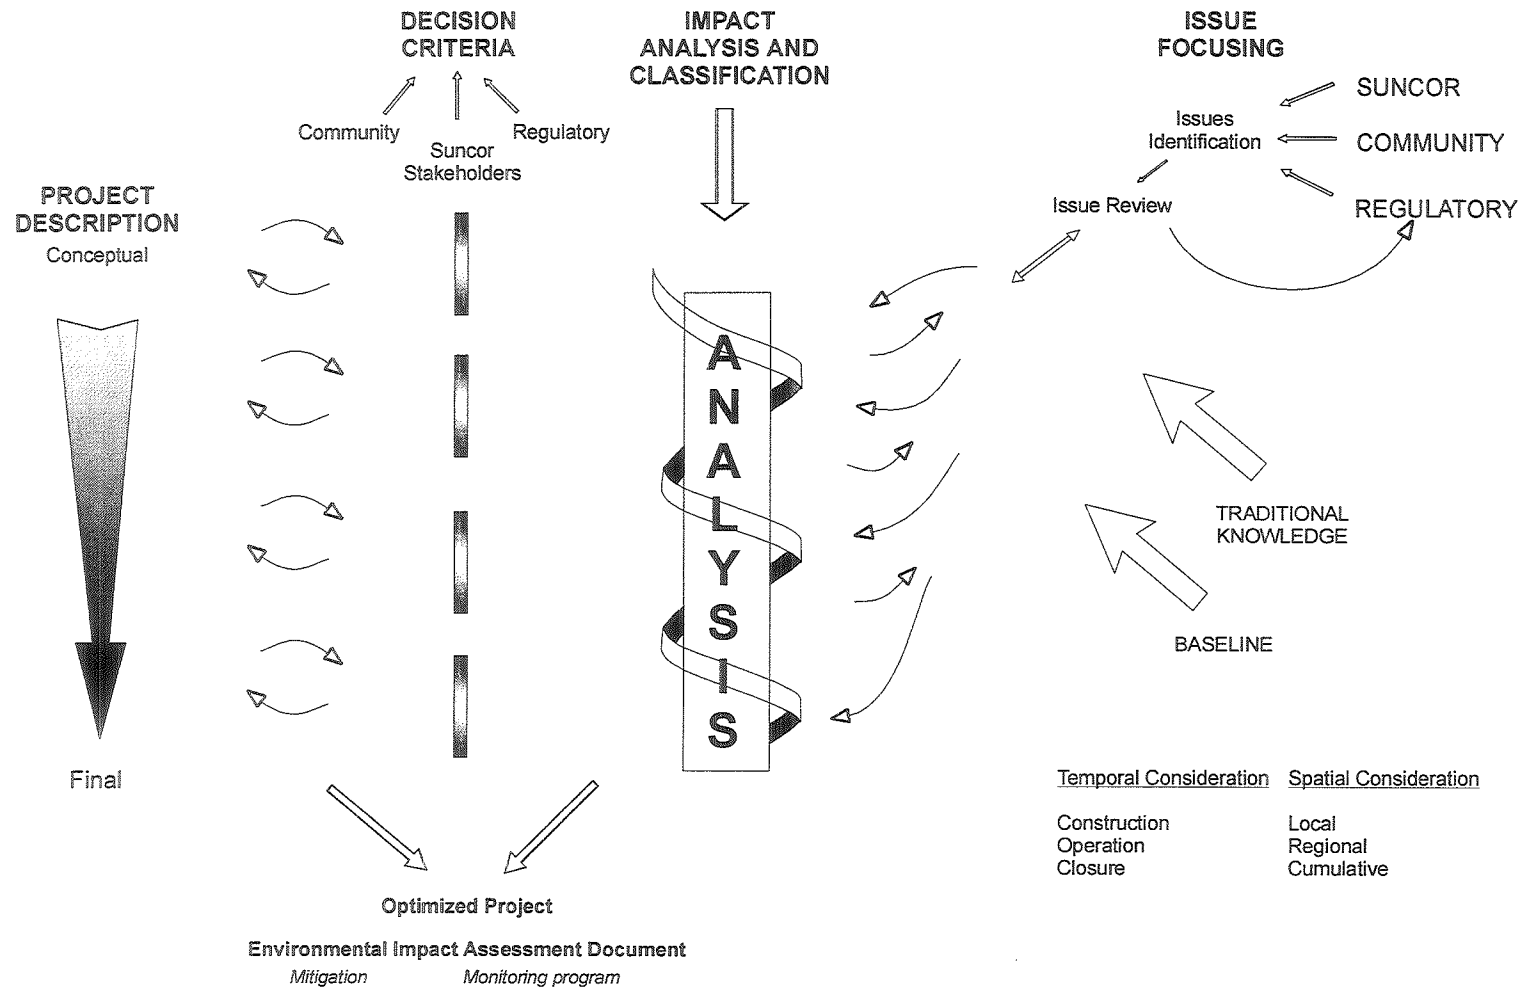 DECISION
CRITERIA
Community
Suncor
Stakeholders
Regulatory
IMPACT
ANALYSIS AND
CLASSIFICATION
ISSUE
FOCUSING
SUNCOR
Issues
Identification
COMMUNITY
Issue Review
REGULATORY
PROJECT
DESCRIPTION
Conceptual
Final
ANALYSIS
TRADITIONAL
KNOWLEDGE
BASELINE
Temporal Consideration
Construction
Operation
Closure
Spatial Consideration
Local
Regional
Cumulative
Optimized Project
Environmental Impact Assessment Document
Mitigation Monitoring program